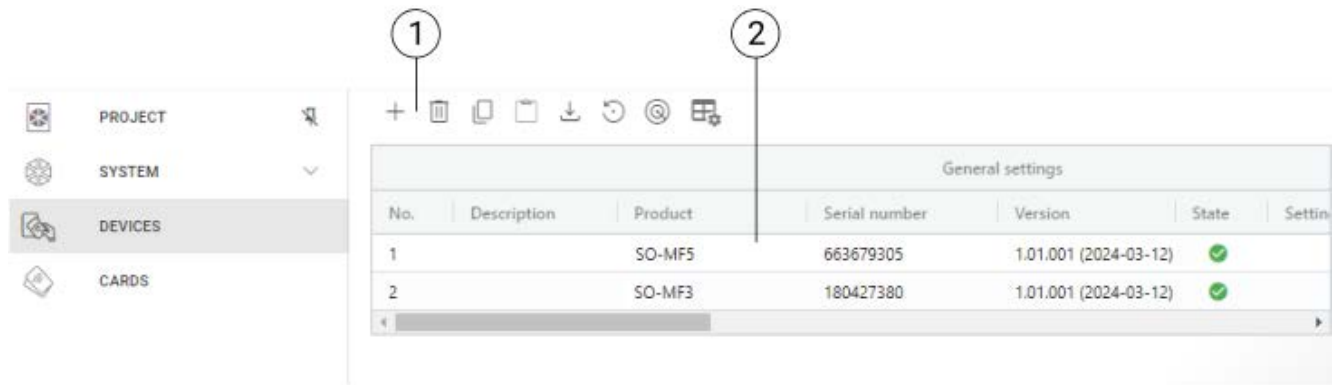 1 2
PROJECT
SYSTEM
General settings
No. Description Product Serial number Version State Settin
DEVICES
1 SO-MF5 663679305 1.01.001 (2024-03-12)
CARDS
2 SO-MF3 180427380 1.01.001 (2024-03-12)